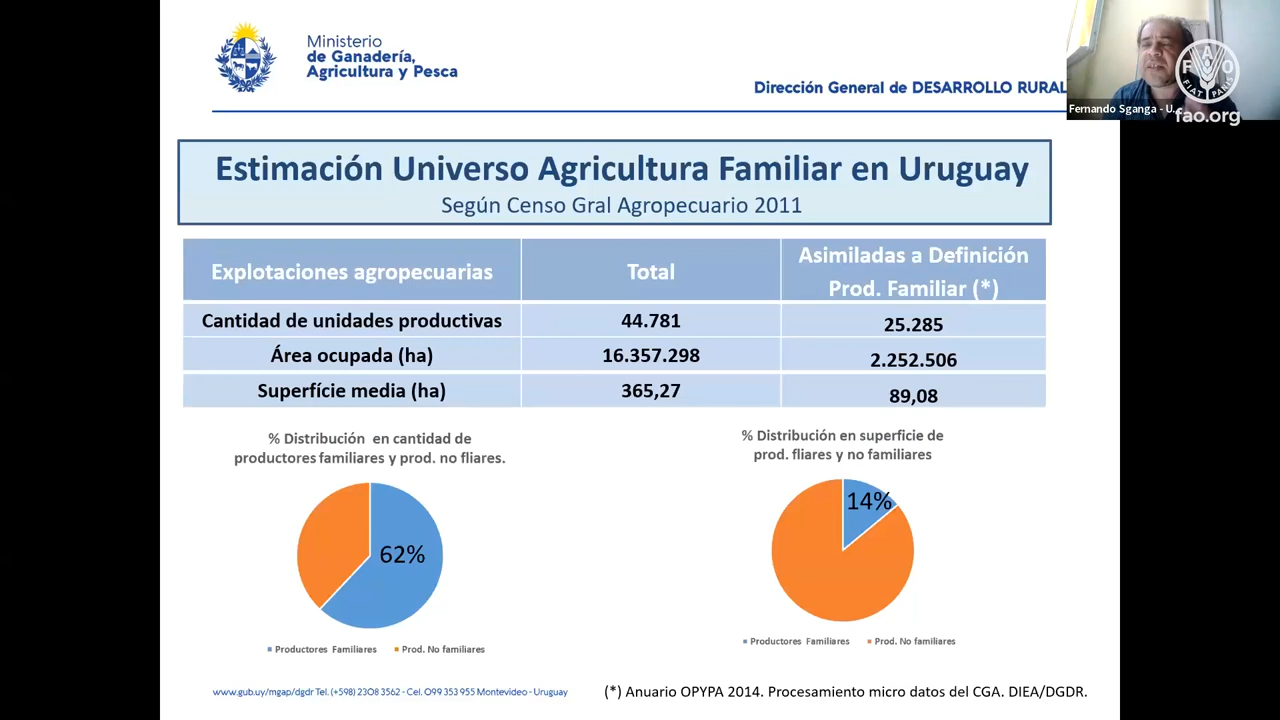 Ministerio
de Ganadería,
Agricultura y Pesca
Dirección General de DESARROLLO RURAL
Fernando Sganga - U...
FAO
FIAT PANIS
fao.org
Estimación Universo Agricultura Familiar en Uruguay
Según Censo Gral Agropecuario 2011
Explotaciones agropecuarias
Total
Asimiladas a Definición
Prod. Familiar (*)
Cantidad de unidades productivas
44.781
25.285
Área ocupada (ha)
16.357.298
2.252.506
Superfície media (ha)
365,27
89,08
% Distribución en cantidad de
productores familiares y prod. no fliares.
62%
Productores Familiares
Prod. No familiares
% Distribución en superficie de
prod. fliares y no familiares
14%
Productores Familiares
Prod. No familiares
www.gub.uy/mgap/dgdr Tel. (+598) 2308 3562 - Cel. 099 353 955 Montevideo - Uruguay
(*) Anuario OPYPA 2014. Procesamiento micro datos del CGA. DIEA/DGDR.